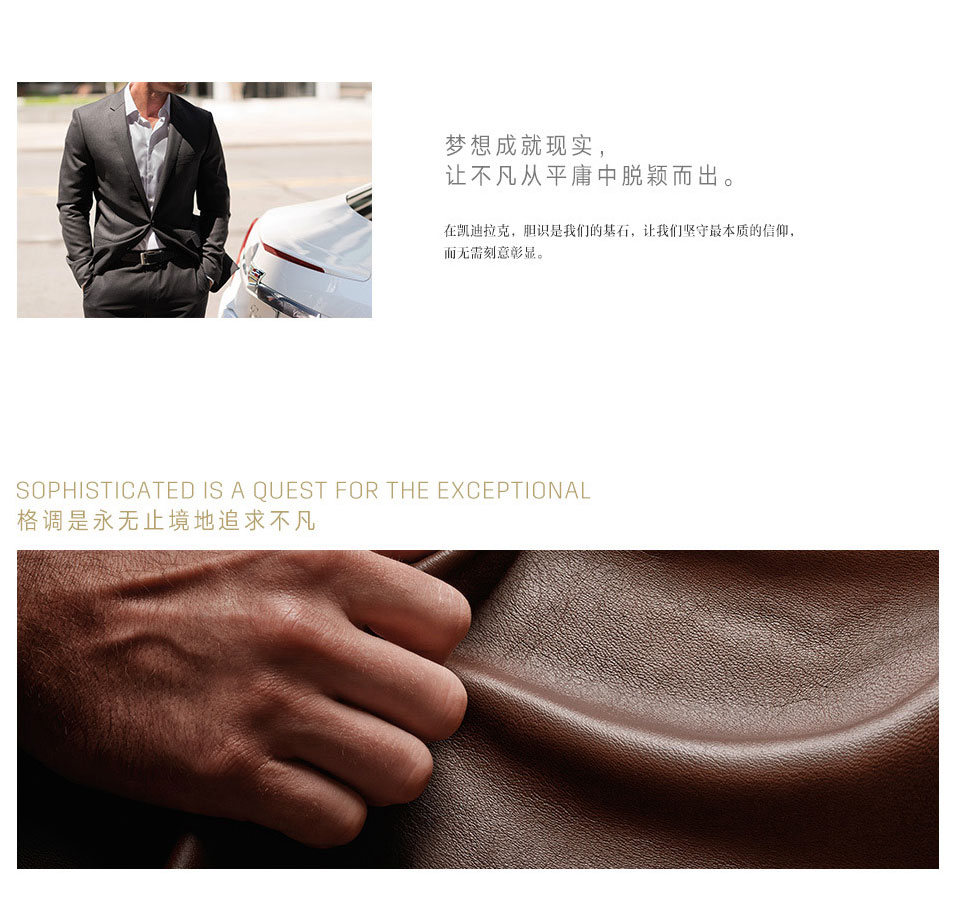 梦想成就现实，
让不凡从平庸中脱颖而出。
在凯迪拉克，胆识是我们的基石，让我们坚守最本质的信仰，
而无需刻意彰显。
SOPHISTICATED IS A QUEST FOR THE EXCEPTIONAL
格调是永无止境地追求不凡